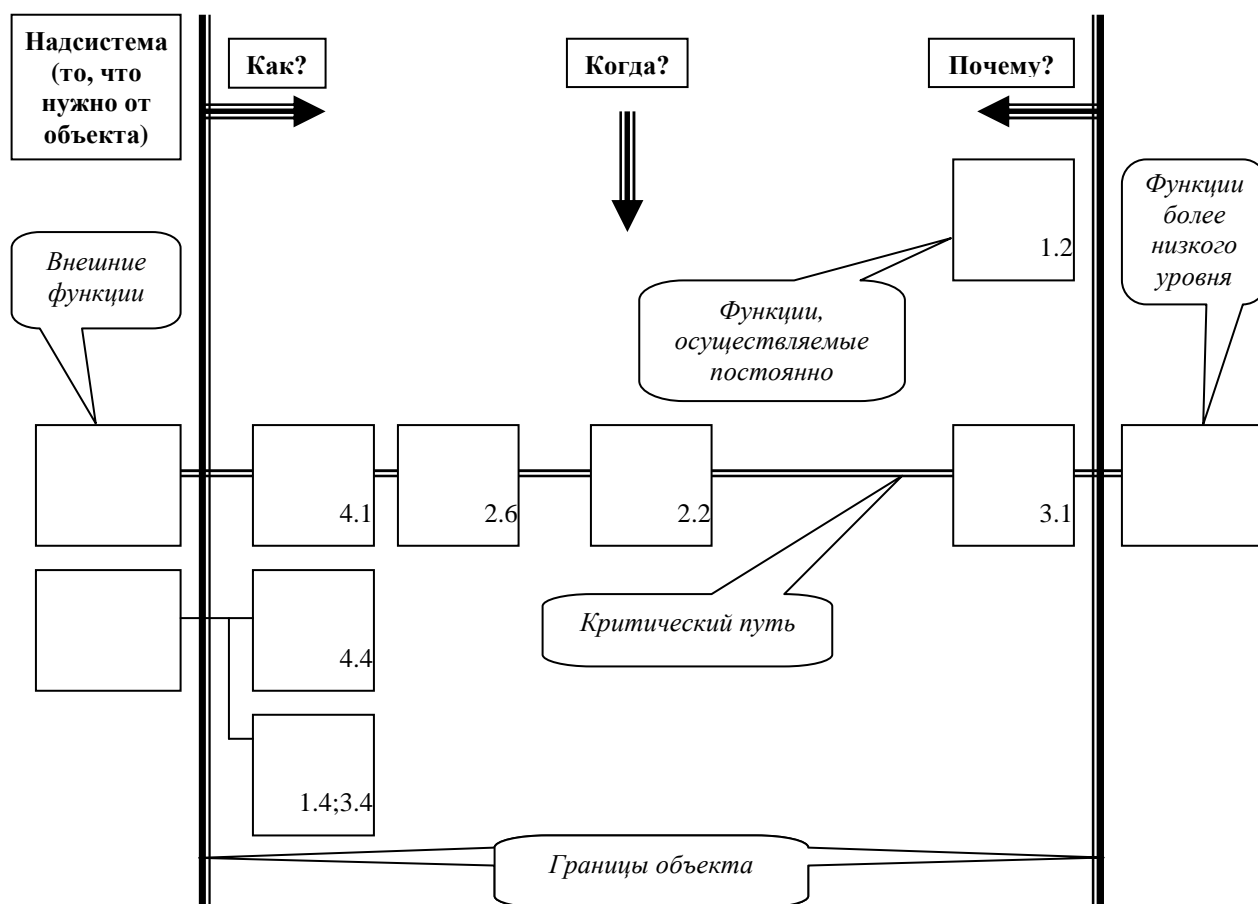 Надсистема
(то, что
нужно от
объекта)
Как?
Когда?
Почему?
Функции
более
низкого
уровня
1.2
Внешние
функции
Функции,
осуществляемые
постоянно
4.1
2.6
2.2
3.1
Критический путь
4.4
1.4;3.4
Границы объекта